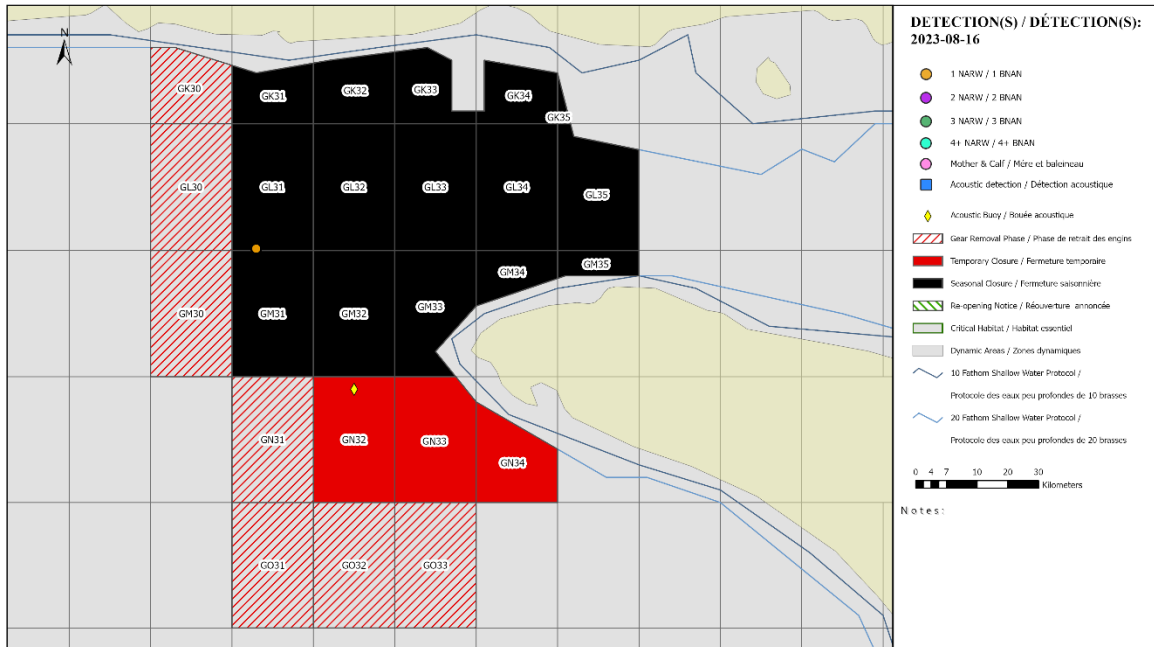 DETECTION(S) / DÉTECTION(S):
2023-08-16
1 NARW / 1 BNAN
2 NARW / 2 BNAN
3 NARW / 3 BNAN
4+ NARW / 4+ BNAN
Mother & Calf / Mère et baleineau
Acoustic detection / Détection acoustique
Acoustic Buoy / Bouée acoustique
Gear Removal Phase / Phase de retrait des engins
Temporary Closure / Fermeture temporaire
Seasonal Closure / Fermeture saisonnière
Re-opening Notice / Réouverture annoncée
Critical Habitat / Habitat essentiel
Dynamic Areas / Zones dynamiques
10 Fathom Shallow Water Protocol /
Protocole des eaux peu profondes de 10 brasses
20 Fathom Shallow Water Protocol /
Protocole des eaux peu profondes de 20 brasses
0 4 7 10 20 30
Kilometers
Notes:
N
GK30 GK31 GK32 GK33 GK34 GK35
GL30 GL31 GL32 GL33 GL34 GL35
GM30 GM31 GM32 GM33 GM34 GM35
GN31 GN32 GN33 GN34
GO31 GO32 GO33